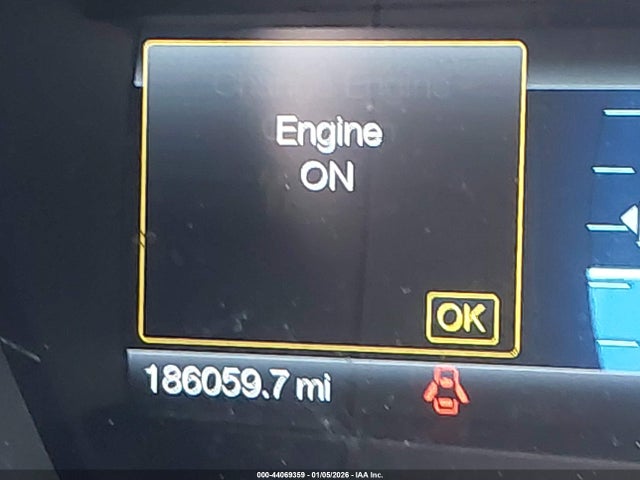 Engine
ON
OK
186059.7 mi
000-44069359 - 01/05/2026 - IAA Inc.